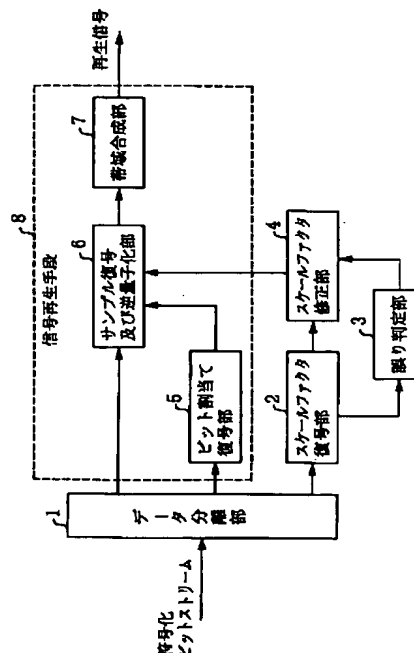 符号化
ビットストリーム
1
データ分離部
8
信号再生手段
5
ビット割当て
復号部
6
サンプル復号
及び逆量子化部
7
帯域合成部
再生信号
2
スケールファクタ
復号部
3
誤り判定部
4
スケールファクタ
修正部